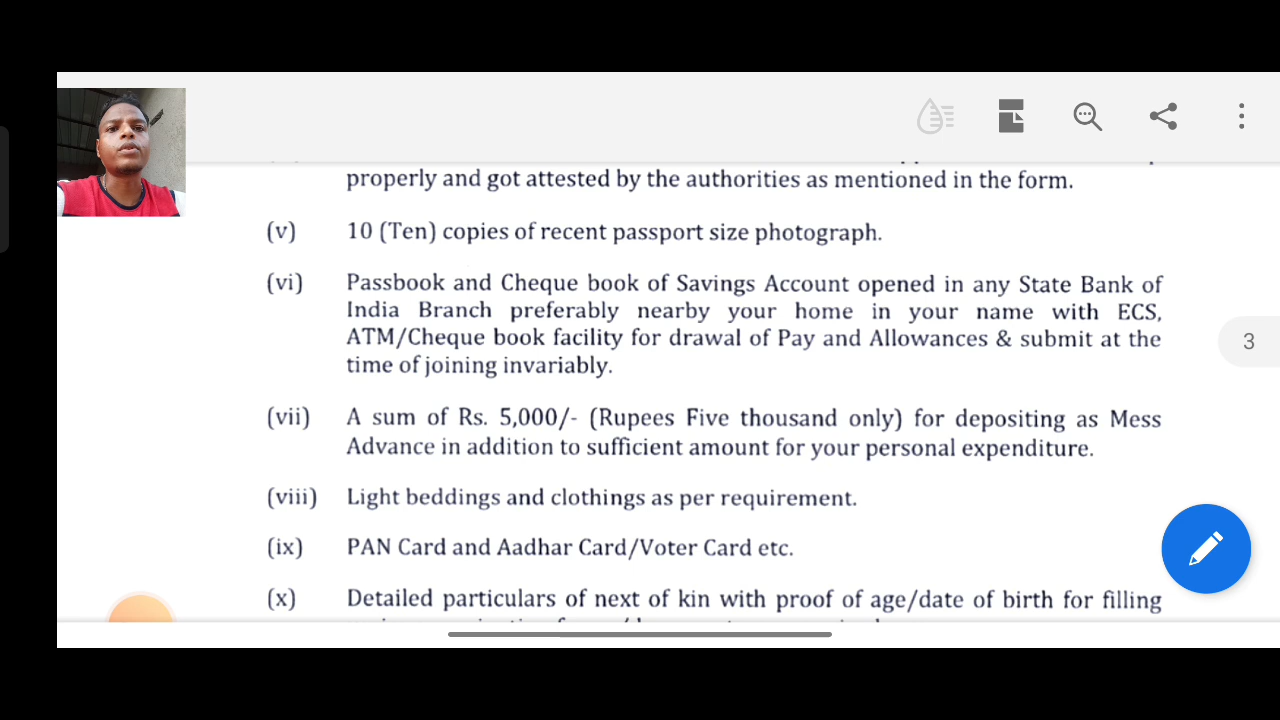 properly and got attested by the authorities as mentioned in the form.
(v) 10 (Ten) copies of recent passport size photograph.
(vi) Passbook and Cheque book of Savings Account opened in any State Bank of
India Branch preferably nearby your home in your name with ECS,
ATM/Cheque book facility for drawal of Pay and Allowances & submit at the
time of joining invariably.
3
(vii) A sum of Rs. 5,000/- (Rupees Five thousand only) for depositing as Mess
Advance in addition to sufficient amount for your personal expenditure.
(viii) Light beddings and clothings as per requirement.
(ix) PAN Card and Aadhar Card/Voter Card etc.
(x) Detailed particulars of next of kin with proof of age/date of birth for filling